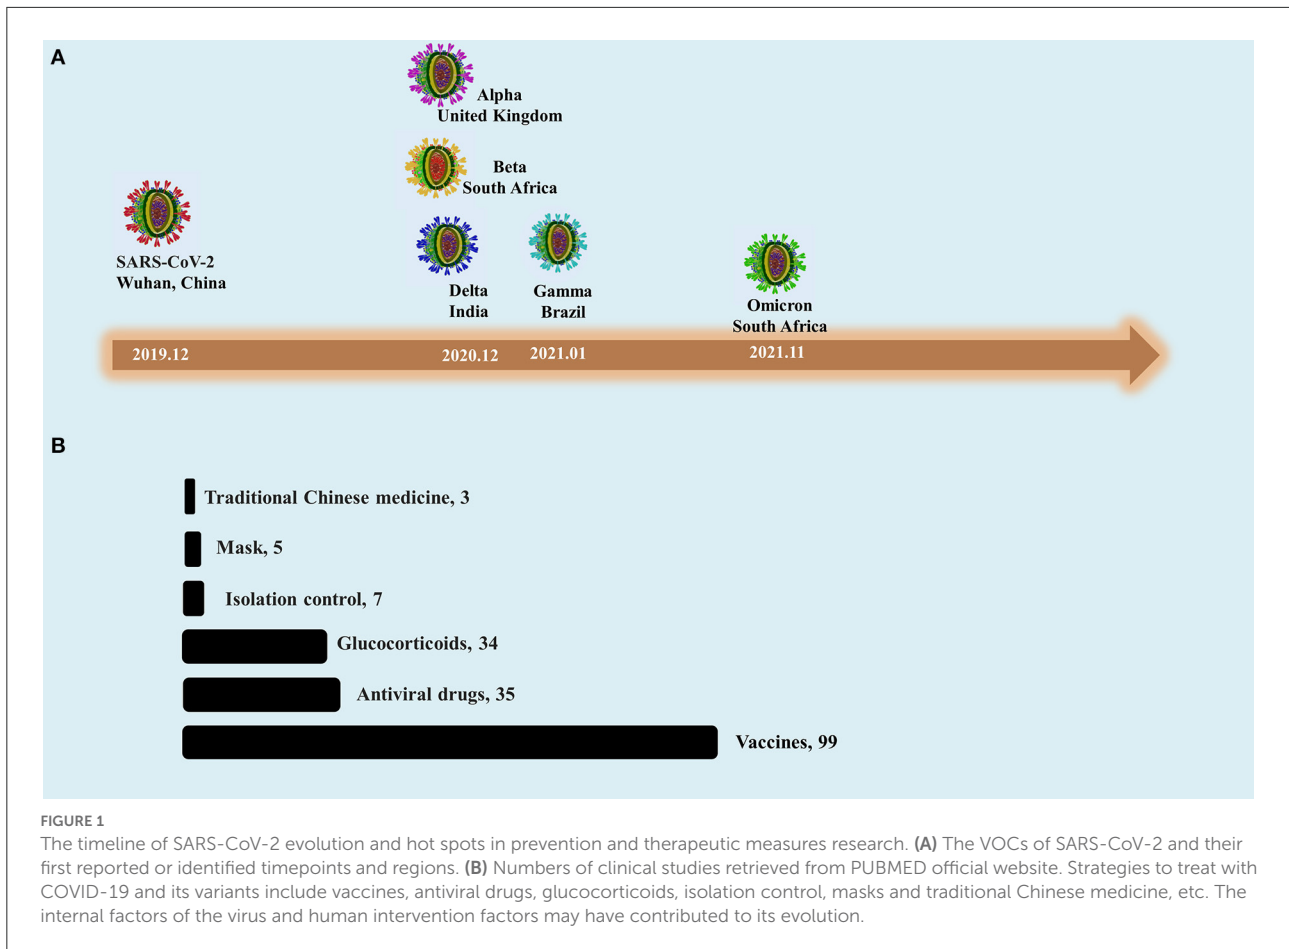 A
Alpha
United Kingdom
Beta
South Africa
SARS-CoV-2
Wuhan, China
Delta
India
Gamma
Brazil
Omicron
South Africa
2019.12
2020.12
2021.01
2021.11
B
Traditional Chinese medicine, 3
Mask, 5
Isolation control, 7
Glucocorticoids, 34
Antiviral drugs, 35
Vaccines, 99
FIGURE 1
The timeline of SARS-CoV-2 evolution and hot spots in prevention and therapeutic measures research. (A) The VOCs of SARS-CoV-2 and their
first reported or identified timepoints and regions. (B) Numbers of clinical studies retrieved from PUBMED official website. Strategies to treat with
COVID-19 and its variants include vaccines, antiviral drugs, glucocorticoids, isolation control, masks and traditional Chinese medicine, etc. The
internal factors of the virus and human intervention factors may have contributed to its evolution.